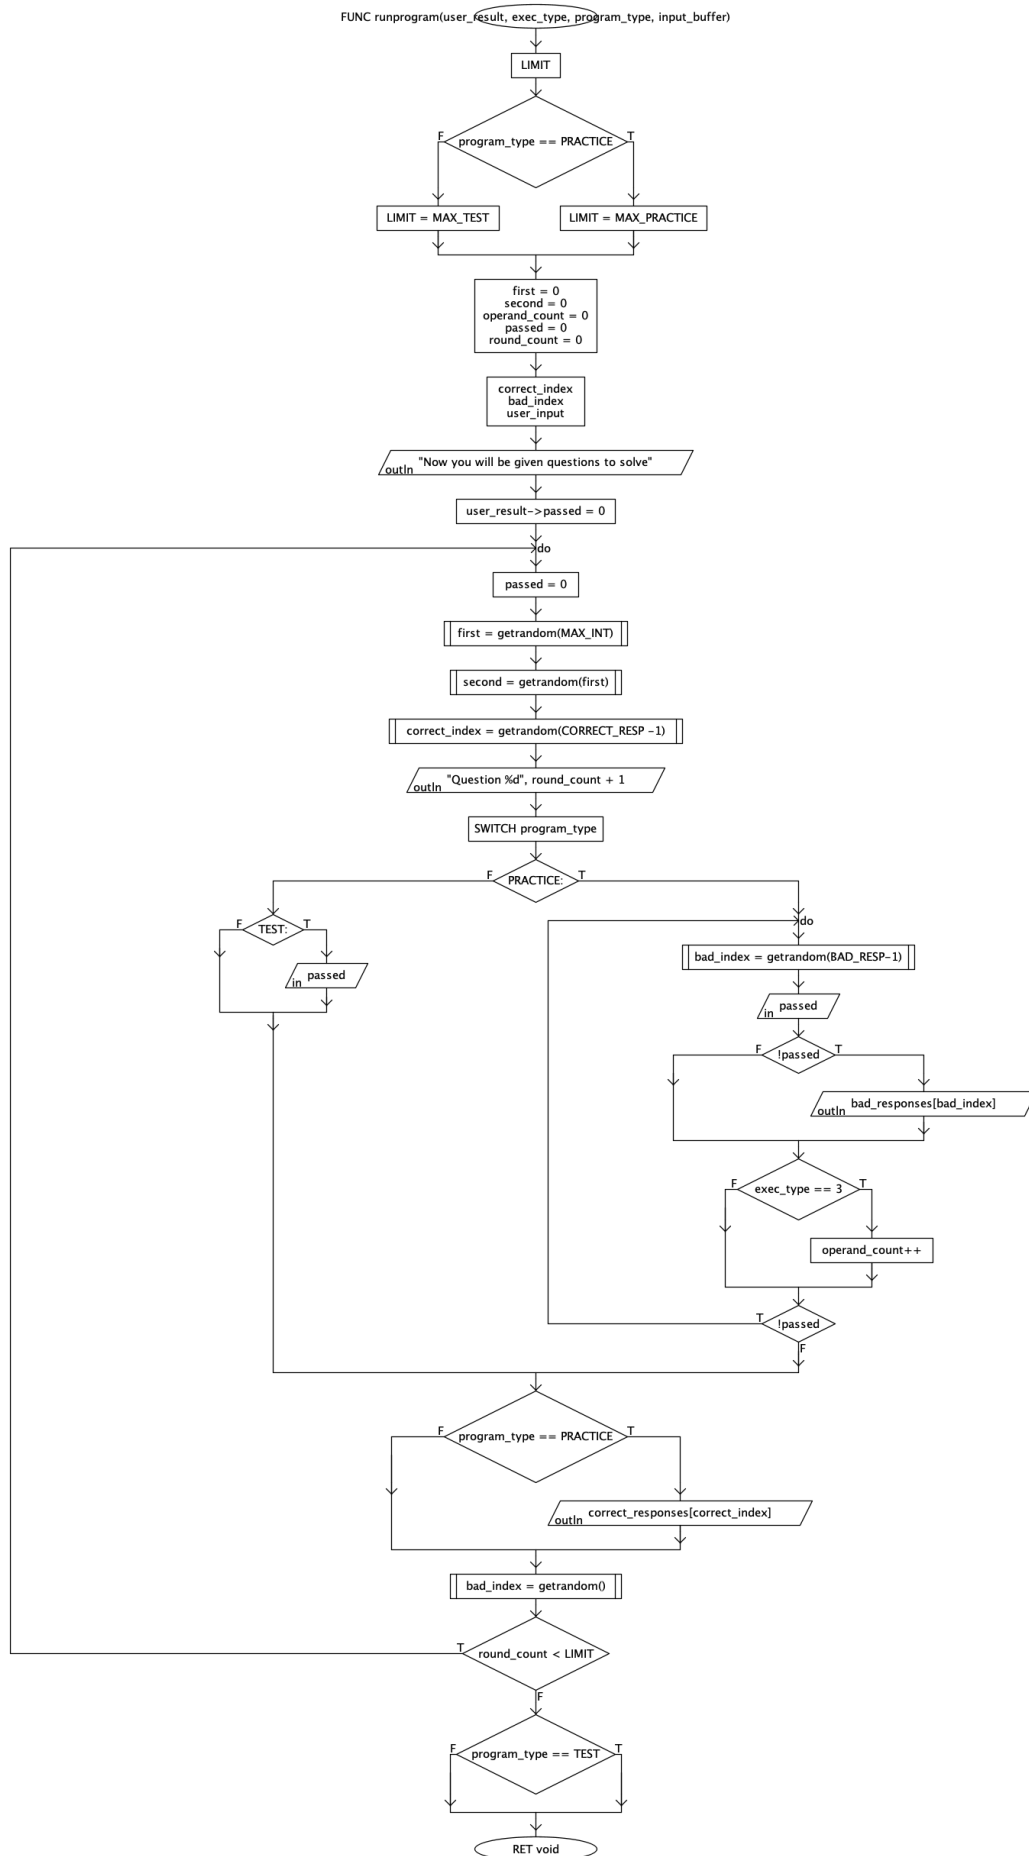 FUNC runprogram(user_result, exec_type, program_type, input_buffer)
LIMIT
F
program_type == PRACTICE
T
LIMIT = MAX_TEST
LIMIT = MAX_PRACTICE
first = 0
second = 0
operand_count = 0
passed = 0
round_count = 0
correct_index
bad_index
user_input
"Now you will be given questions to solve"
outln
user_result->passed = 0
do
passed = 0
first = getrandom(MAX_INT)
second = getrandom(first)
correct_index = getrandom(CORRECT_RESP -1)
"Question %d", round_count + 1
outln
SWITCH program_type
F
PRACTICE:
T
F
TEST:
T
passed
in
do
bad_index = getrandom(BAD_RESP-1)
passed
in
F
!passed
T
bad_responses[bad_index]
outln
F
exec_type == 3
T
operand_count++
T
!passed
F
F
program_type == PRACTICE
T
correct_responses[correct_index]
outln
bad_index = getrandom()
T
round_count < LIMIT
F
F
program_type == TEST
T
RET void